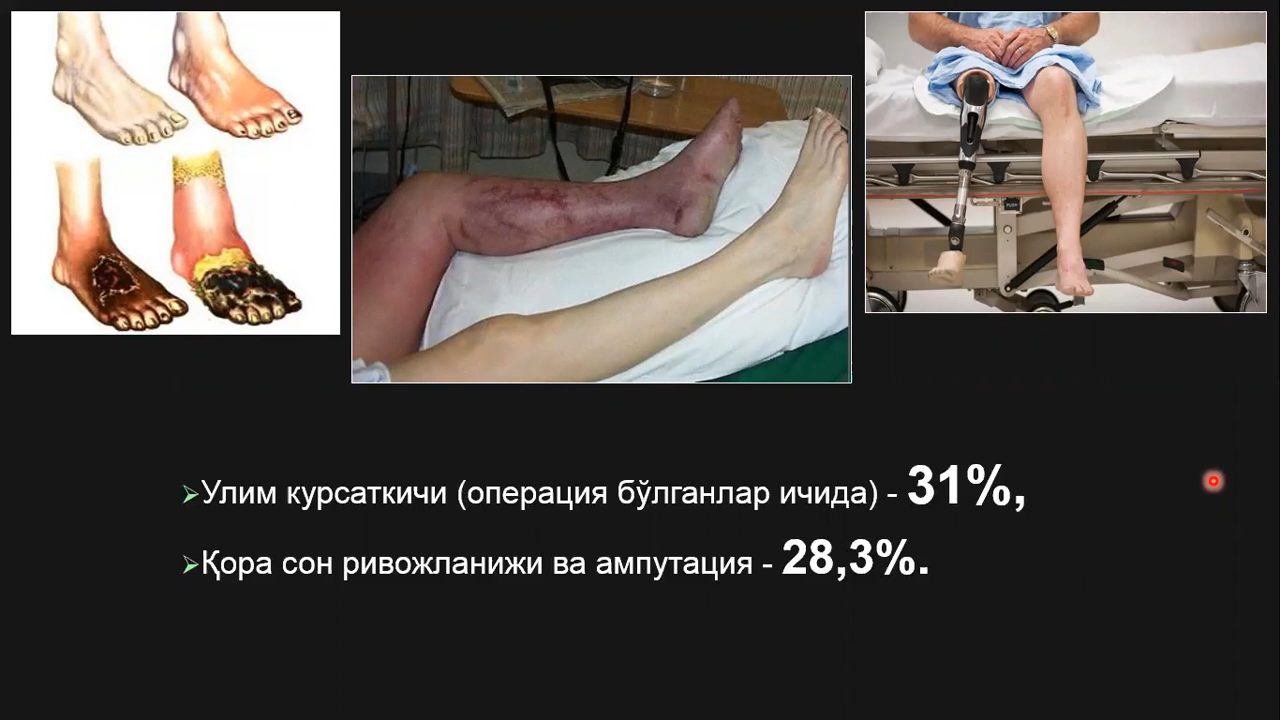 Улим курсаткичи (операция бўлганлар ичида) - 31%,
Қора сон ривожланижи ва ампутация - 28,3%.